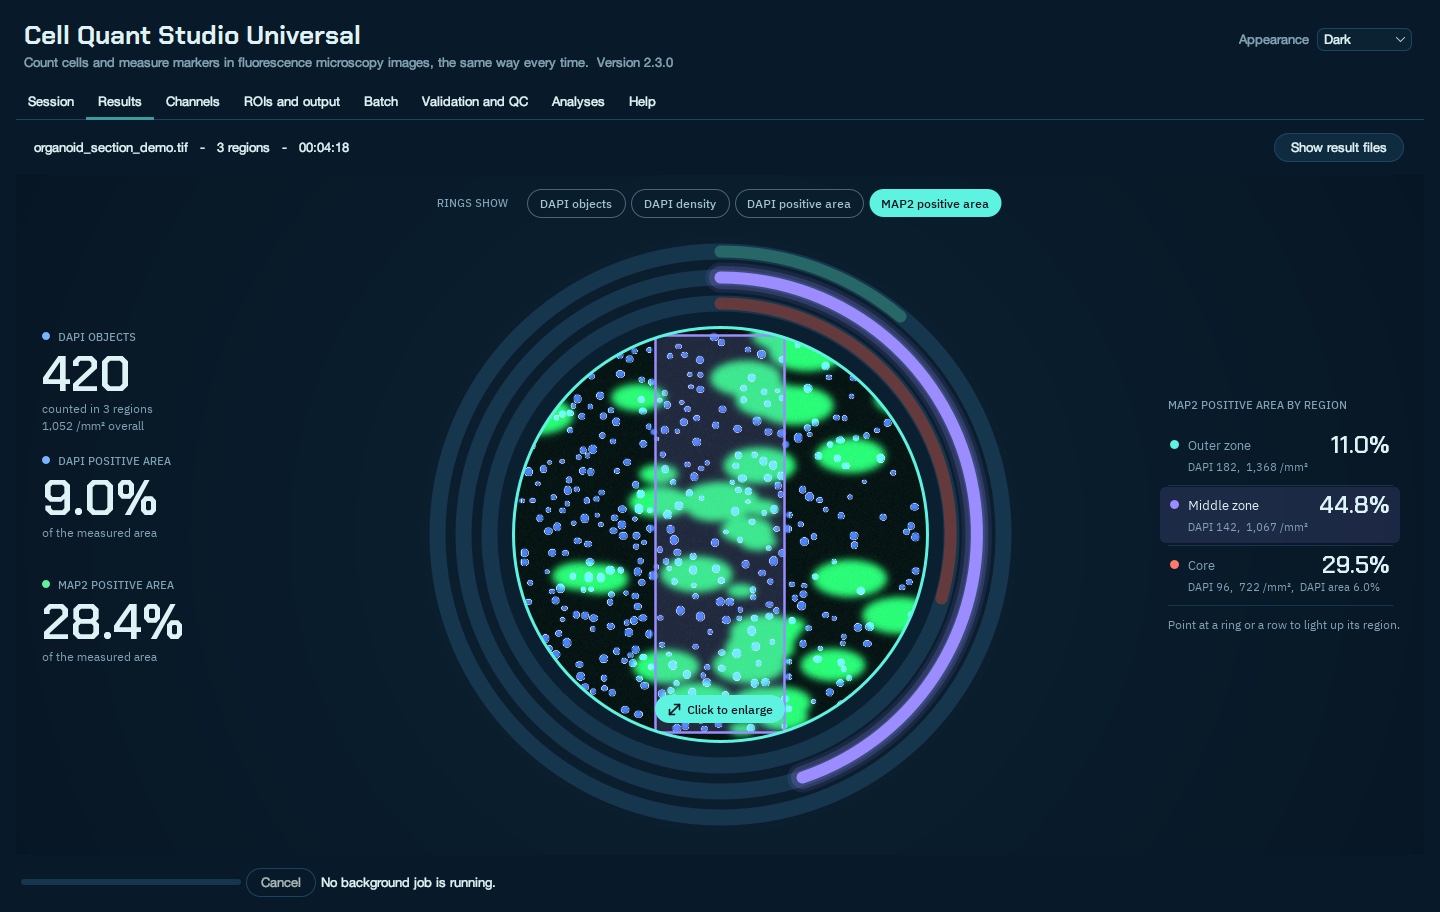 Cell Quant Studio Universal
Count cells and measure markers in fluorescence microscopy images, the same way every time.  Version 2.3.0
Appearance
Dark
Session
Results
Channels
ROIs and output
Batch
Validation and QC
Analyses
Help
organoid_section_demo.tif - 3 regions - 00:04:18
Show result files
RINGS SHOW
DAPI objects
DAPI density
DAPI positive area
MAP2 positive area
DAPI OBJECTS
420
counted in 3 regions
1,052 /mm² overall
DAPI POSITIVE AREA
9.0%
of the measured area
MAP2 POSITIVE AREA
28.4%
of the measured area
Click to enlarge
MAP2 POSITIVE AREA BY REGION
Outer zone 11.0%
DAPI 182, 1,368 /mm²
Middle zone 44.8%
DAPI 142, 1,067 /mm²
Core 29.5%
DAPI 96, 722 /mm², DAPI area 6.0%
Point at a ring or a row to light up its region.
Cancel
No background job is running.